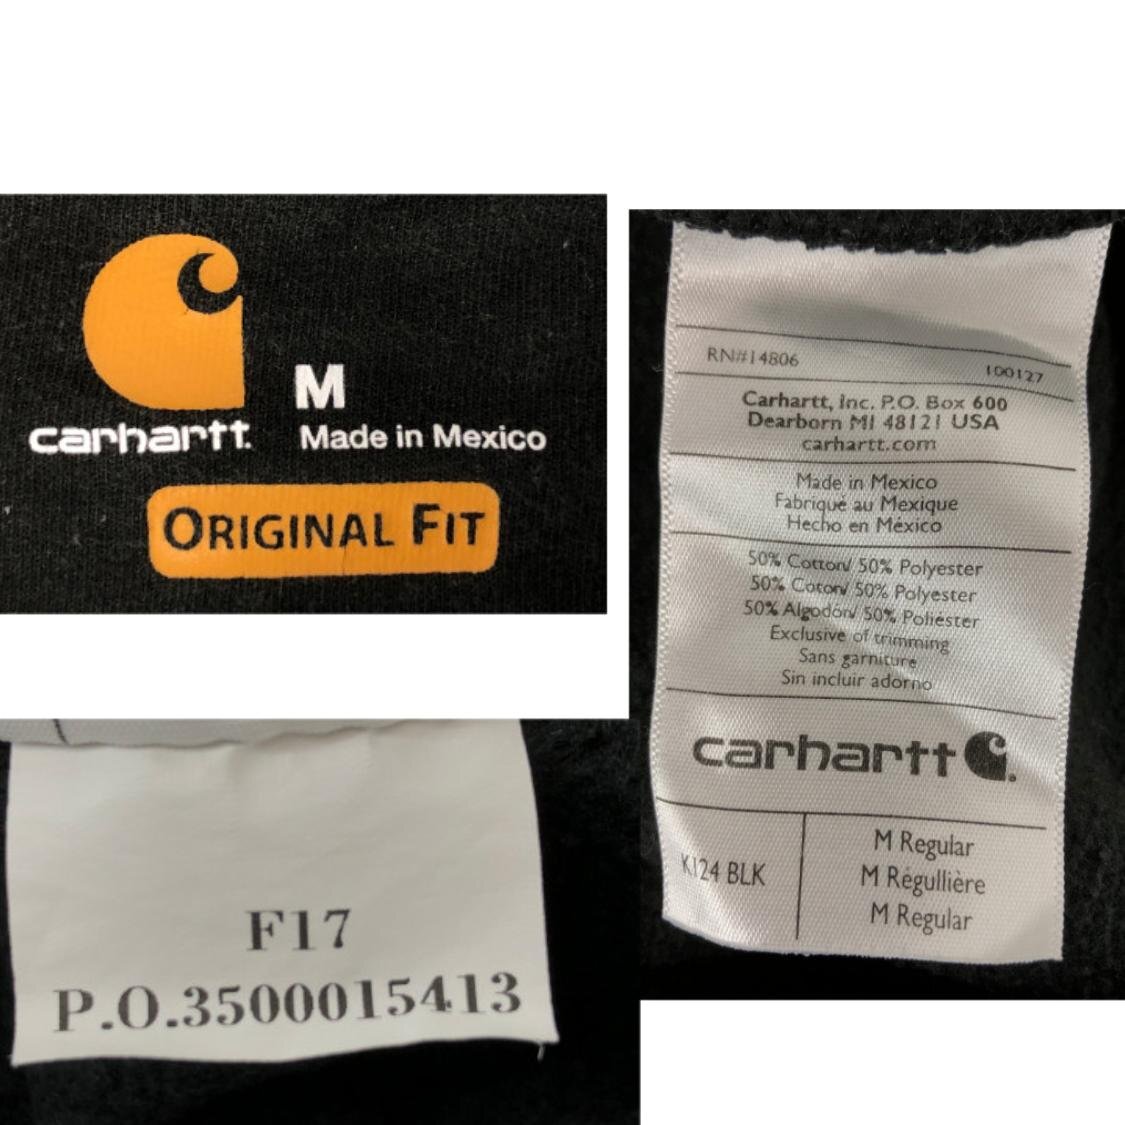 carhartt.
M
Made in Mexico
ORIGINAL FIT
RN#14806 100127
Carhartt, Inc. P.O. Box 600
Dearborn MI 48121 USA
carhartt.com
Made in Mexico
Fabriqué au Mexique
Hecho en México
50% Cotton/ 50% Polyester
50% Coton/ 50% Polyester
50% Algodón/ 50% Poliéster
Exclusive of trimming
Sans garniture
Sin incluir adorno
carhartt
K124 BLK
M Regular
M Régullière
M Regular
F17
P.O.3500015413